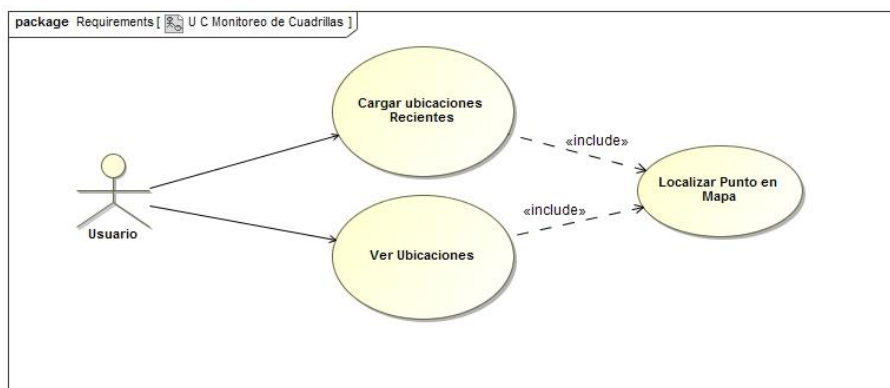 package Requirements [ U C Monitoreo de Cuadrillas ]
Cargar ubicaciones
Recientes
«include»
Localizar Punto en
Mapa
«include»
Usuario
Ver Ubicaciones